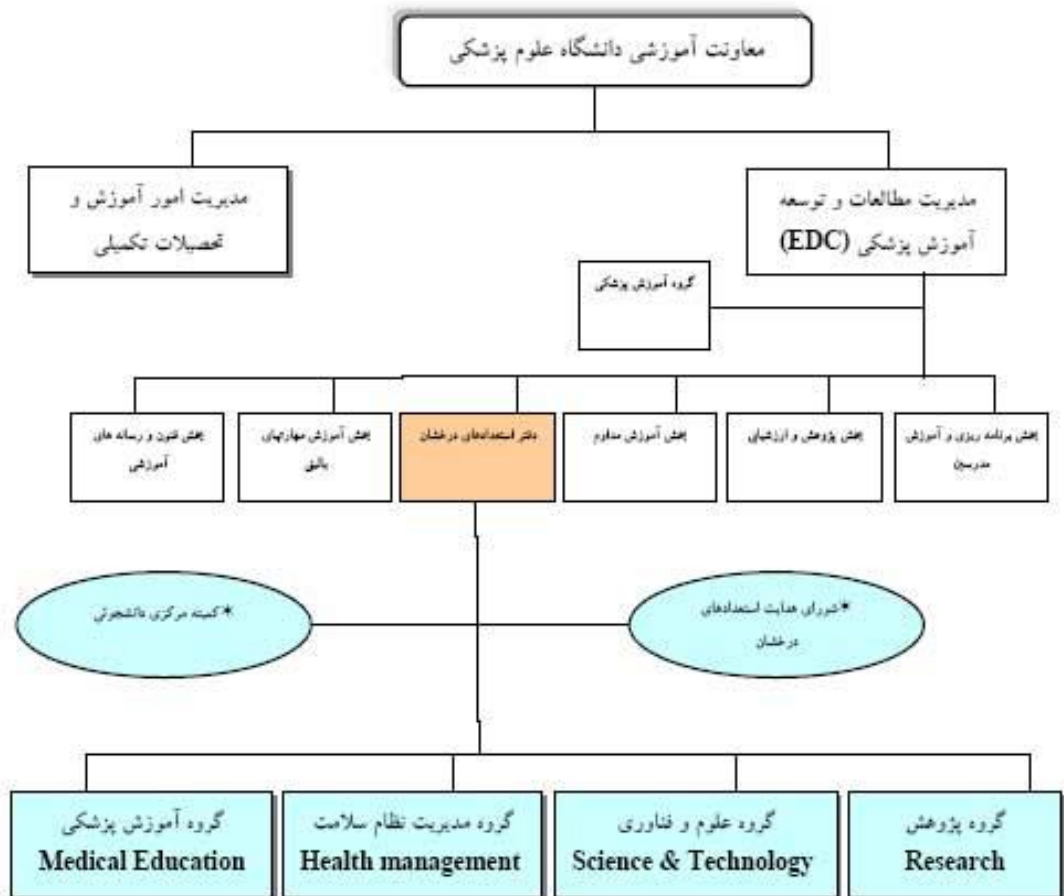 معاونت آموزشی دانشگاه علوم پزشکی
مدیریت مطالعات و توسعه
آموزش پزشکی (EDC)
مدیریت امور آموزش و
تحصیلات تکمیلی
گروه آموزش پزشکی
بخش برنامه ریزی و آموزش
مدرسین
بخش پژوهش و ارزشیابی
بخش آموزش مداوم
دفتر استعدادهای درخشان
بخش آموزش مهارتهای
بالینی
بخش فنون و رسانه های
آموزشی
*شورای هدایت استعدادهای
درخشان
*کمیته مرکزی دانشجوئی
گروه پژوهش
Research
گروه علوم و فناوری
Science & Technology
گروه مدیریت نظام سلامت
Health management
گروه آموزش پزشکی
Medical Education